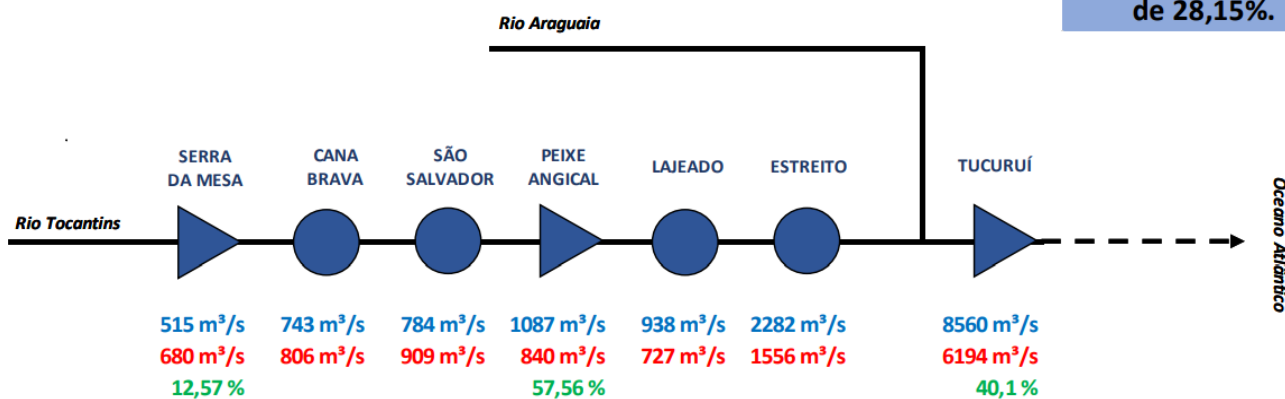 de 28,15%.
Rio Araguaia
SERRA
DA MESA
CANA
BRAVA
SÃO
SALVADOR
PEIXE
ANGICAL
LAJEADO
ESTREITO
TUCURUÍ
Rio Tocantins
Oceano Atlântico
515 m³/s 743 m³/s 784 m³/s 1087 m³/s 938 m³/s 2282 m³/s 8560 m³/s
680 m³/s 806 m³/s 909 m³/s 840 m³/s 727 m³/s 1556 m³/s 6194 m³/s
12,57 % 57,56 % 40,1 %